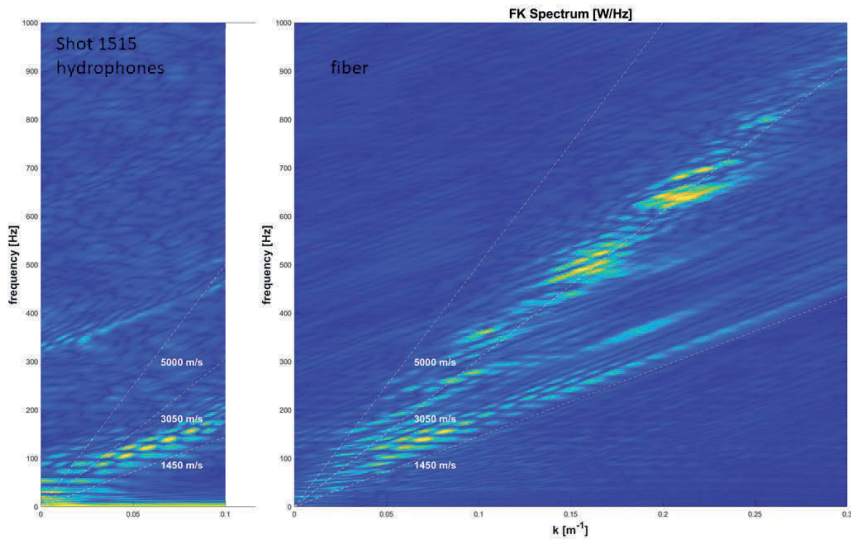 FK Spectrum [W/Hz]
Shot 1515
hydrophones
fiber
frequency [Hz]
1000
900
800
700
600
500
400
300
200
100
0
5000 m/s
3050 m/s
1450 m/s
0
0.05
0.1
frequency [Hz]
1000
900
800
700
600
500
400
300
200
100
0
5000 m/s
3050 m/s
1450 m/s
0
0.05
0.1
0.15
0.2
0.25
0.3
k [m⁻¹]